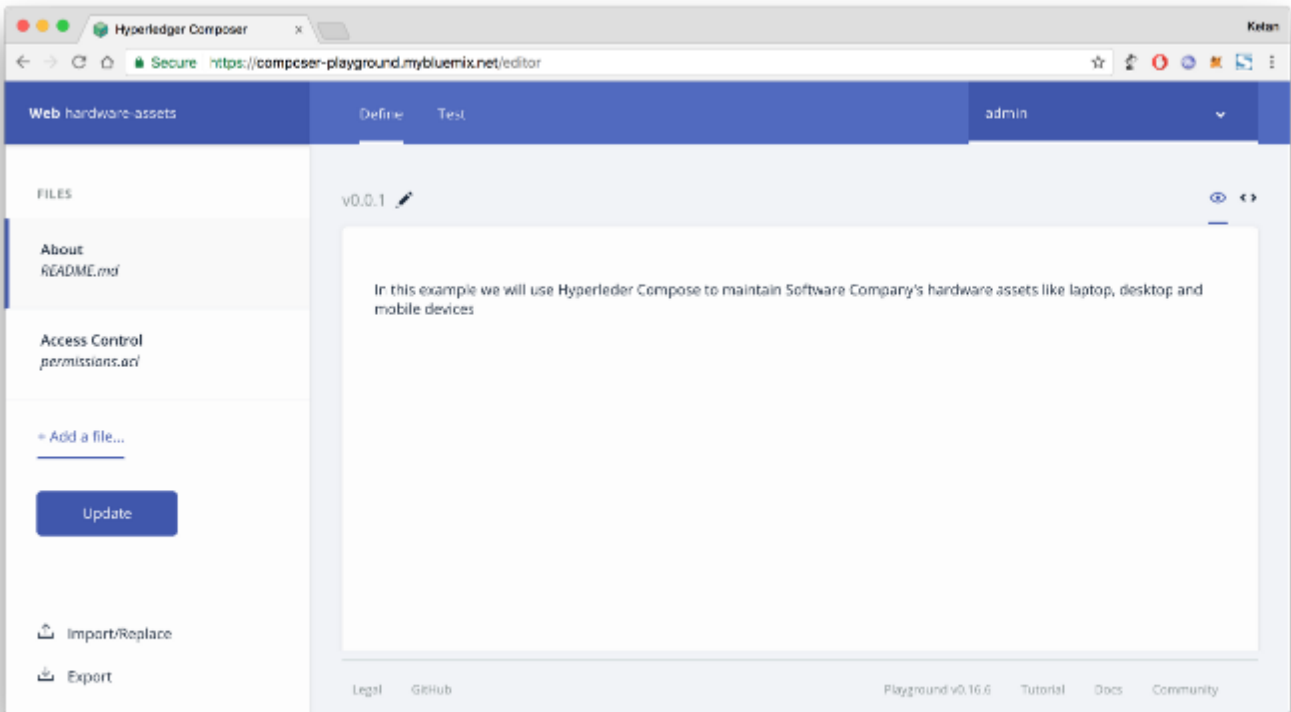 Hyperledger Composer
Ketan
Secure https://composer-playground.mybluemix.net/editor
Web hardware-assets
Define Test
admin
FILES
v0.0.1
About
README.md
In this example we will use Hyperleder Compose to maintain Software Company's hardware assets like laptop, desktop and
mobile devices
Access Control
permissions.acl
+ Add a file...
Update
Import/Replace
Export
Legal GitHub Playground v0.16.6 Tutorial Docs Community